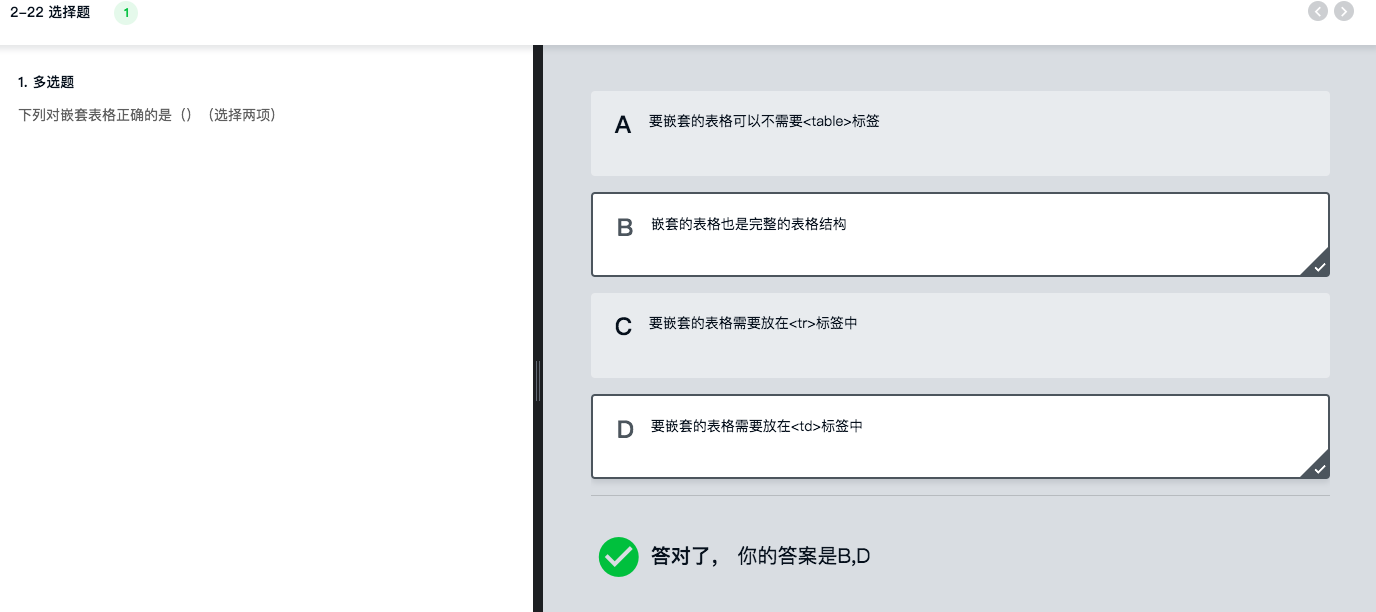 2-22 选择题 1
1. 多选题
下列对嵌套表格正确的是（）（选择两项）
A 要嵌套的表格可以不需要<table>标签
B 嵌套的表格也是完整的表格结构
C 要嵌套的表格需要放在<tr>标签中
D 要嵌套的表格需要放在<td>标签中
答对了， 你的答案是B,D